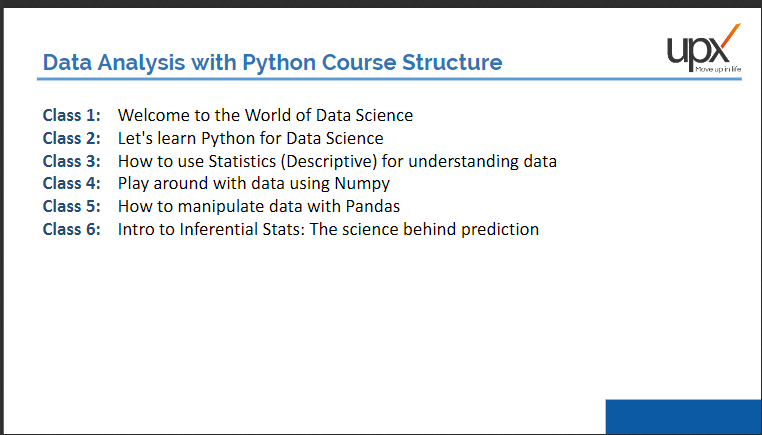 Data Analysis with Python Course Structure
upx
Move up in life
Class 1: Welcome to the World of Data Science
Class 2: Let's learn Python for Data Science
Class 3: How to use Statistics (Descriptive) for understanding data
Class 4: Play around with data using Numpy
Class 5: How to manipulate data with Pandas
Class 6: Intro to Inferential Stats: The science behind prediction